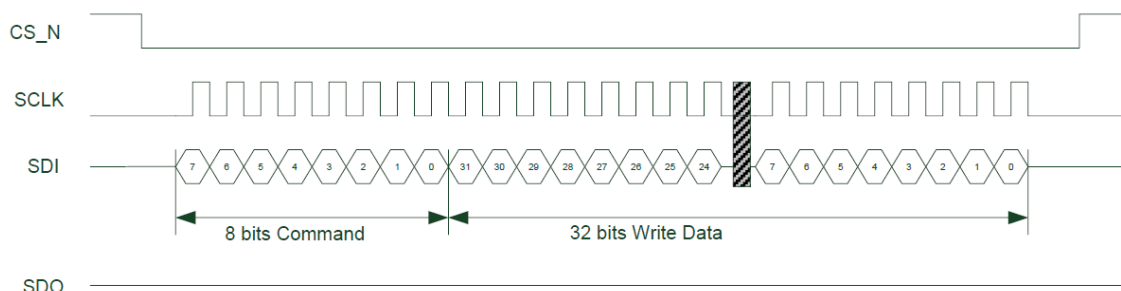 CS_N
SCLK
SDI 7 6 5 4 3 2 1 0 31 30 29 28 27 26 25 24 7 6 5 4 3 2 1 0
8 bits Command 32 bits Write Data
SDO